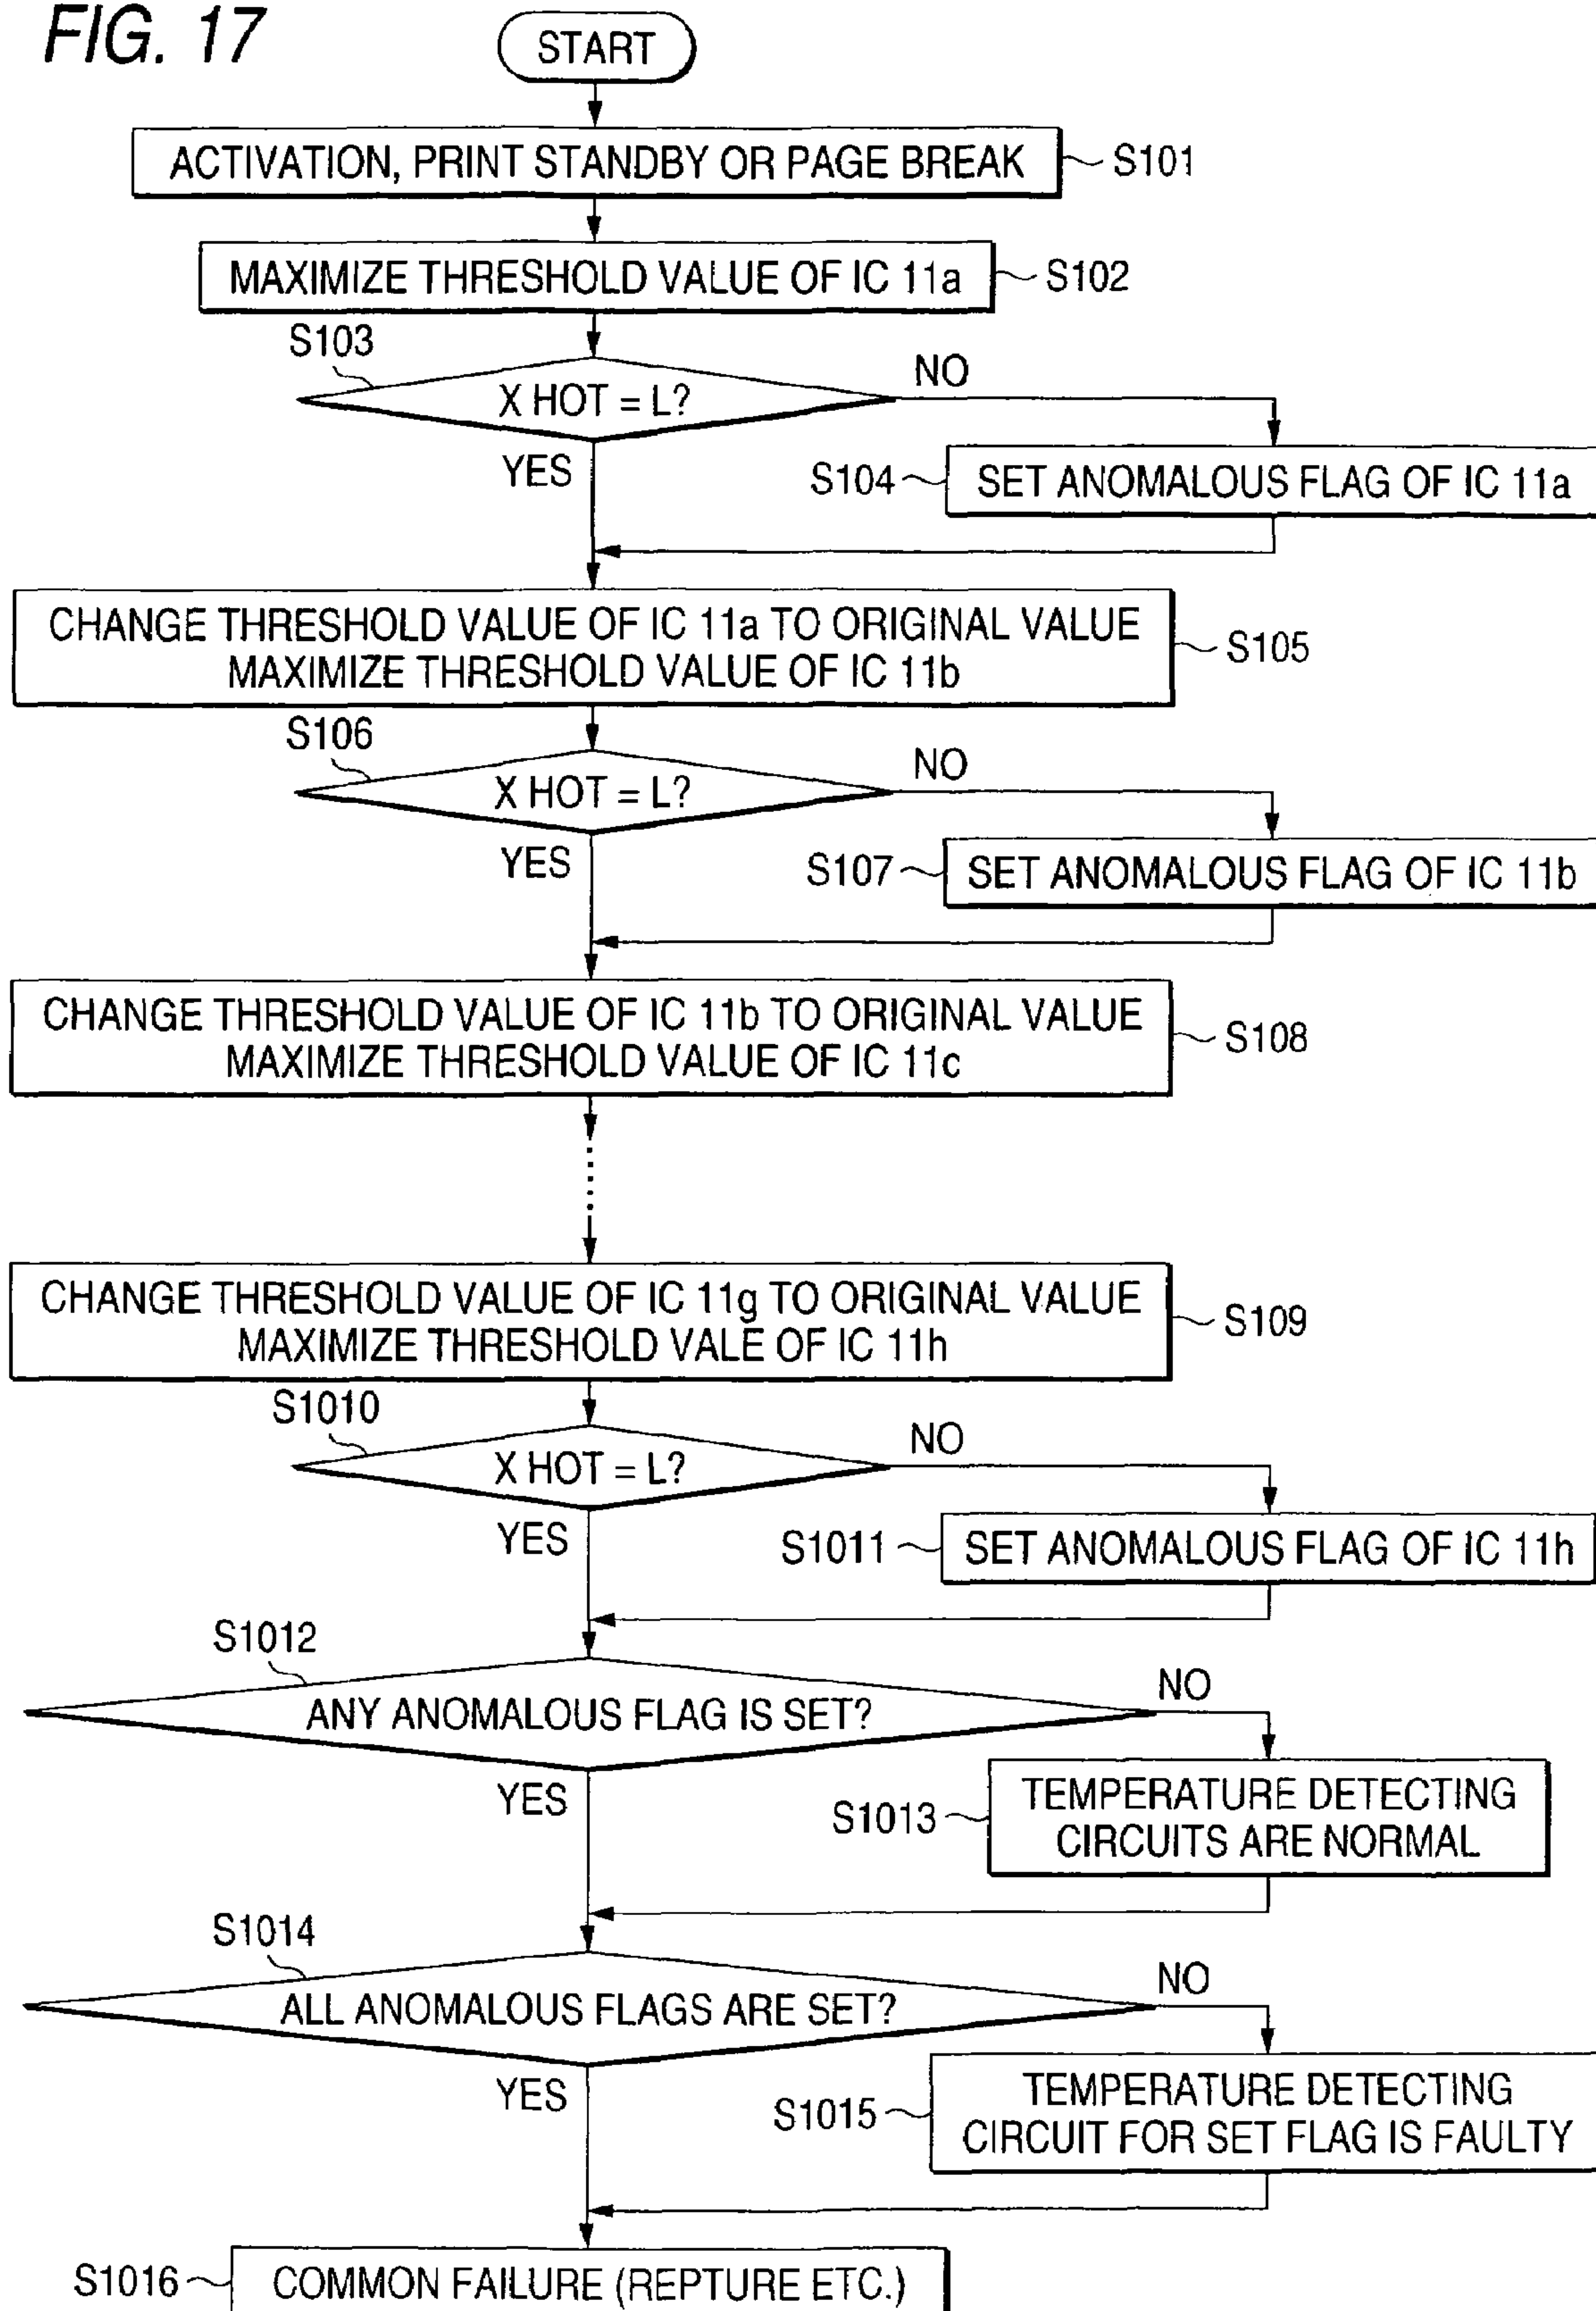 FIG. 17
START
ACTIVATION, PRINT STANDBY OR PAGE BREAK
S101
MAXIMIZE THRESHOLD VALUE OF IC 11a
S102
S103
X HOT = L?
NO
YES
S104
SET ANOMALOUS FLAG OF IC 11a
CHANGE THRESHOLD VALUE OF IC 11a TO ORIGINAL VALUE
MAXIMIZE THRESHOLD VALUE OF IC 11b
S105
S106
X HOT = L?
NO
YES
S107
SET ANOMALOUS FLAG OF IC 11b
CHANGE THRESHOLD VALUE OF IC 11b TO ORIGINAL VALUE
MAXIMIZE THRESHOLD VALUE OF IC 11c
S108
CHANGE THRESHOLD VALUE OF IC 11g TO ORIGINAL VALUE
MAXIMIZE THRESHOLD VALE OF IC 11h
S109
S1010
X HOT = L?
NO
YES
S1011
SET ANOMALOUS FLAG OF IC 11h
S1012
ANY ANOMALOUS FLAG IS SET?
NO
YES
S1013
TEMPERATURE DETECTING
CIRCUITS ARE NORMAL
S1014
ALL ANOMALOUS FLAGS ARE SET?
NO
YES
S1015
TEMPERATURE DETECTING
CIRCUIT FOR SET FLAG IS FAULTY
S1016
COMMON FAILURE (REPTURE ETC.)